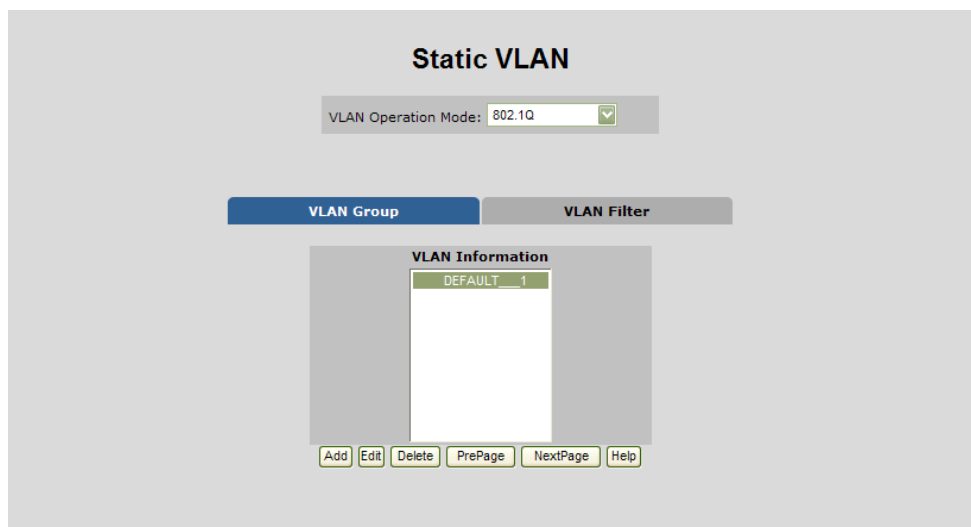 Static VLAN
VLAN Operation Mode: 802.1Q
VLAN Group VLAN Filter
VLAN Information
DEFAULT___1
Add Edit Delete PrePage NextPage Help